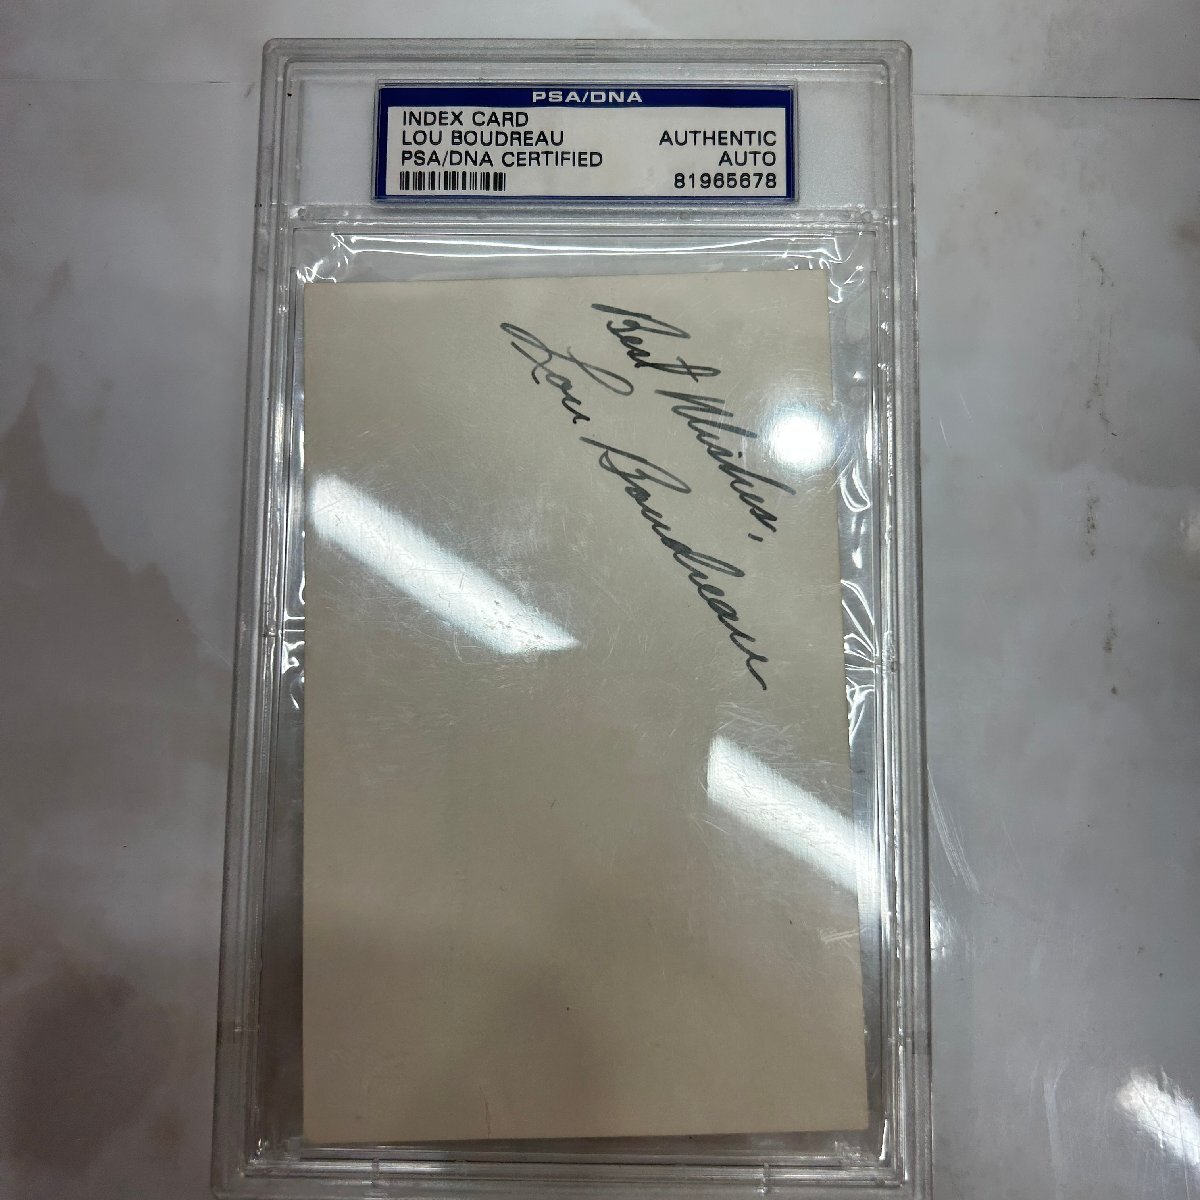 PSA/DNA
INDEX CARD
LOU BOUDREAU
PSA/DNA CERTIFIED
AUTHENTIC
AUTO
81965678
Best Wishes,
Lou Boudreau